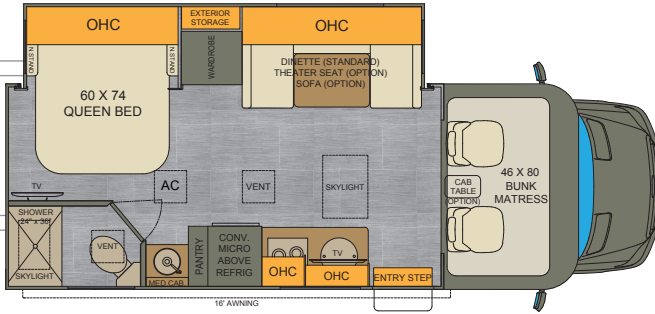 OHC
EXTERIOR
STORAGE
OHC
N.STAND
N.STAND
WARDROBE
DINETTE (STANDARD)
THEATER SEAT (OPTION)
SOFA (OPTION)
60 X 74
QUEEN BED
TV
AC
VENT
SKYLIGHT
CAB
TABLE
(OPTION)
46 X 80
BUNK
MATRESS
SHOWER
(24" x 36")
SKYLIGHT
VENT
MED CAB
PANTRY
CONV.
MICRO
ABOVE
REFRIG
OHC
TV
OHC
ENTRY STEP
16' AWNING